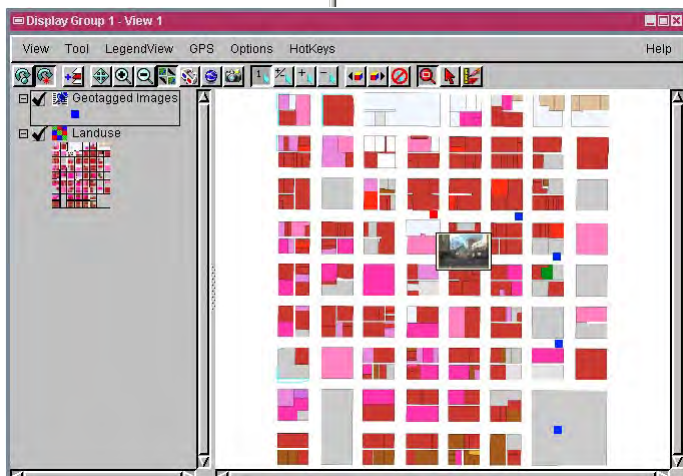 Display Group 1 - View 1
View Tool LegendView GPS Options HotKeys Help
Geotagged Images
Landuse